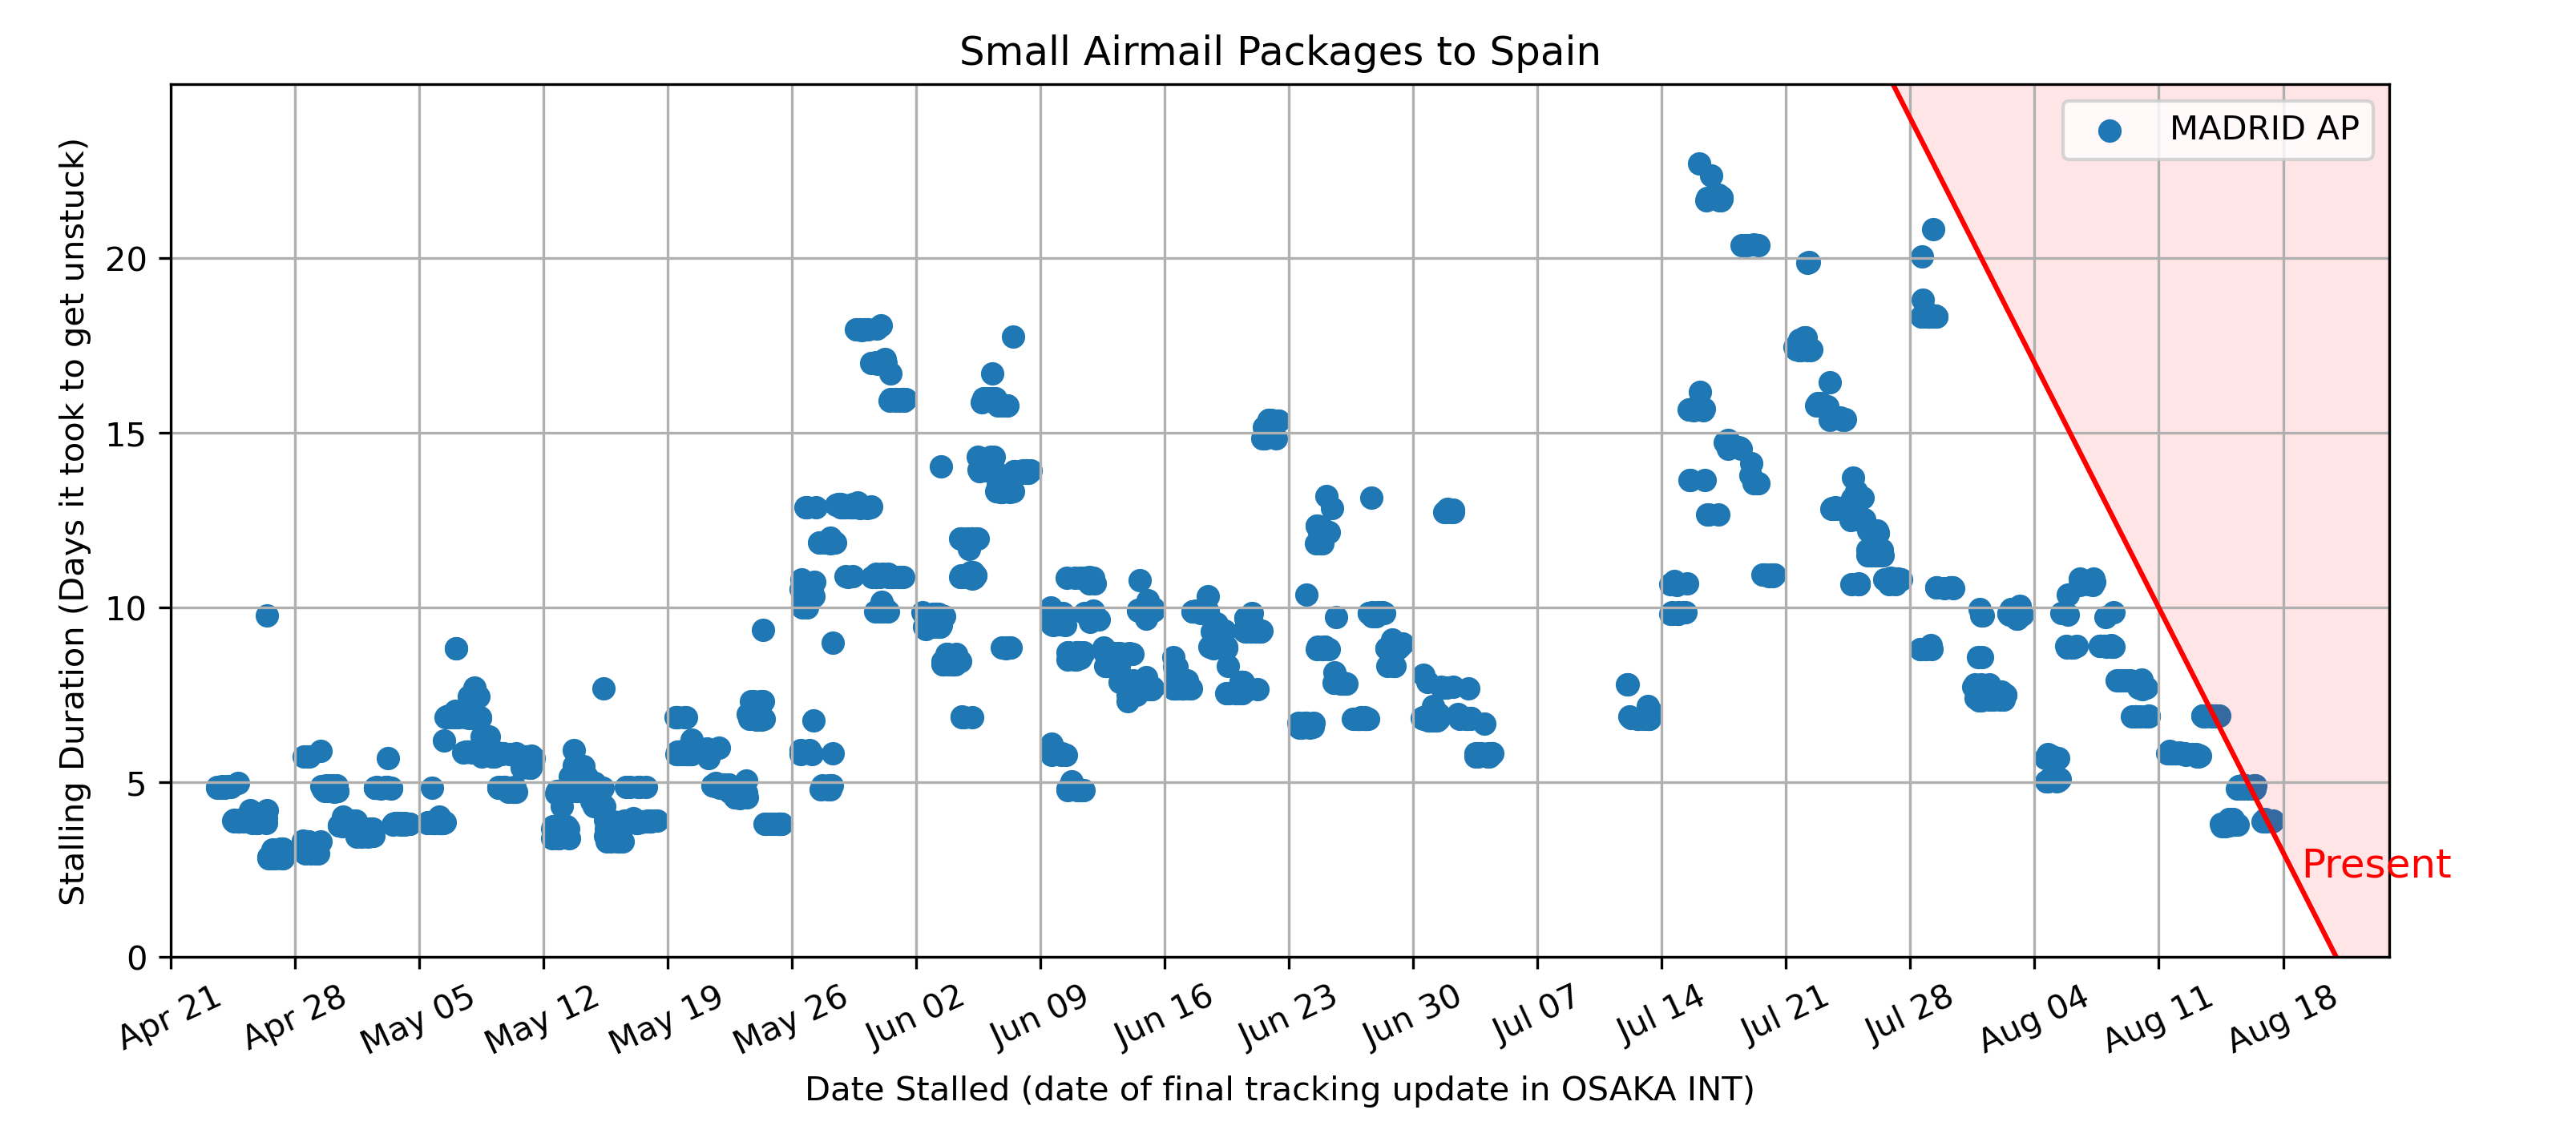 Small Airmail Packages to Spain
MADRID AP
Stalling Duration (Days it took to get unstuck)
20
15
10
5
0
Present
Apr 21
Apr 28
May 05
May 12
May 19
May 26
Jun 02
Jun 09
Jun 16
Jun 23
Jun 30
Jul 07
Jul 14
Jul 21
Jul 28
Aug 04
Aug 11
Aug 18
Date Stalled (date of final tracking update in OSAKA INT)